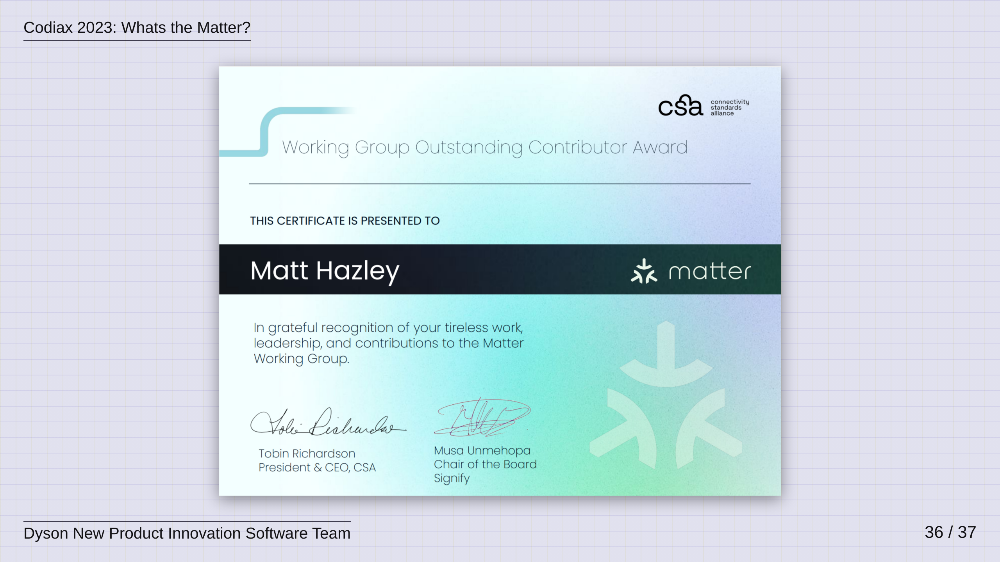 Codiax 2023: Whats the Matter?
csa connectivity
standards
alliance
Working Group Outstanding Contributor Award
THIS CERTIFICATE IS PRESENTED TO
Matt Hazley
matter
In grateful recognition of your tireless work,
leadership, and contributions to the Matter
Working Group.
Tobin Richardson
President & CEO, CSA
Musa Unmehopa
Chair of the Board
Signify
Dyson New Product Innovation Software Team
36 / 37